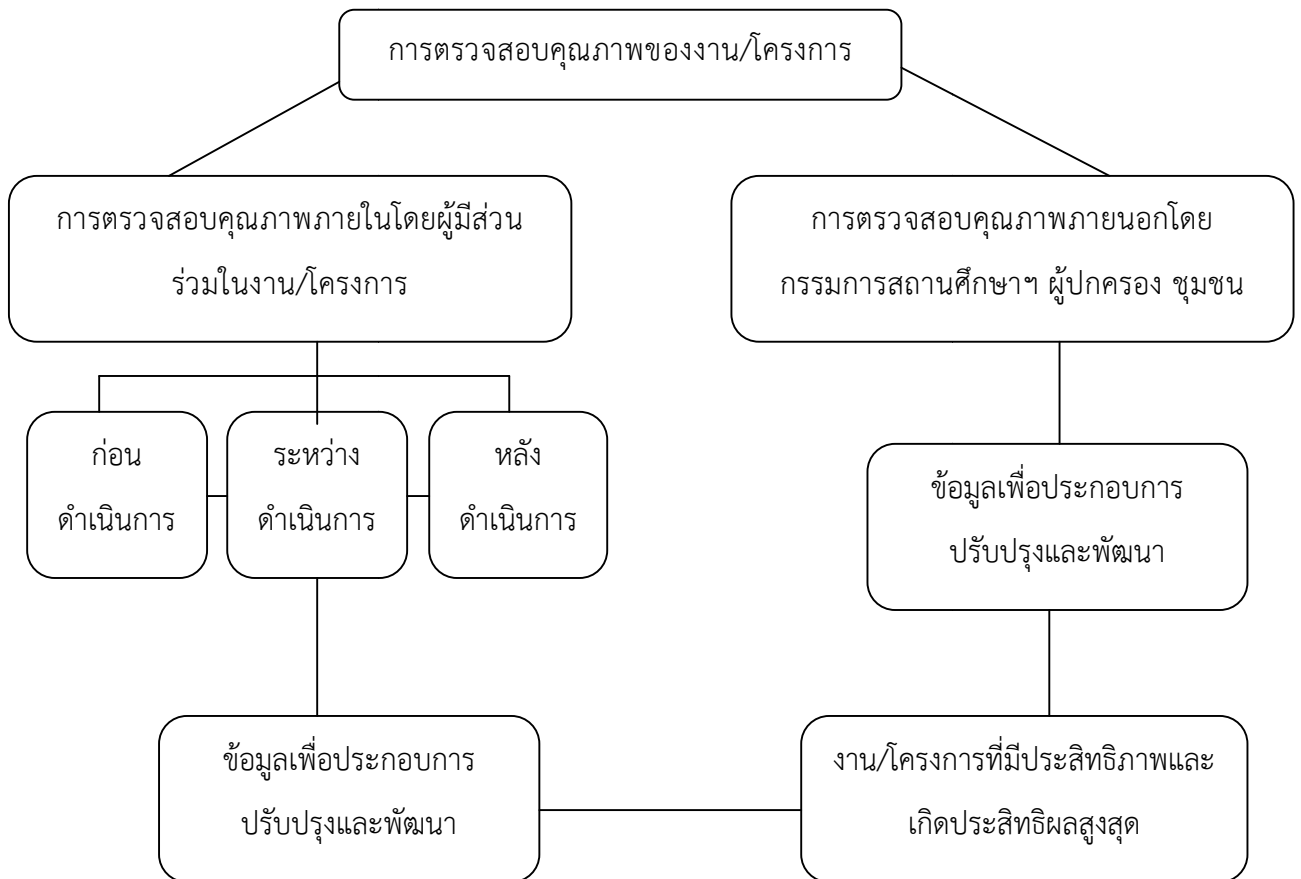 การตรวจสอบคุณภาพของงาน/โครงการ
การตรวจสอบคุณภาพภายในโดยผู้มีส่วน
ร่วมในงาน/โครงการ
การตรวจสอบคุณภาพภายนอกโดย
กรรมการสถานศึกษาฯ ผู้ปกครอง ชุมชน
ก่อน
ดำเนินการ
ระหว่าง
ดำเนินการ
หลัง
ดำเนินการ
ข้อมูลเพื่อประกอบการ
ปรับปรุงและพัฒนา
ข้อมูลเพื่อประกอบการ
ปรับปรุงและพัฒนา
งาน/โครงการที่มีประสิทธิภาพและ
เกิดประสิทธิผลสูงสุด